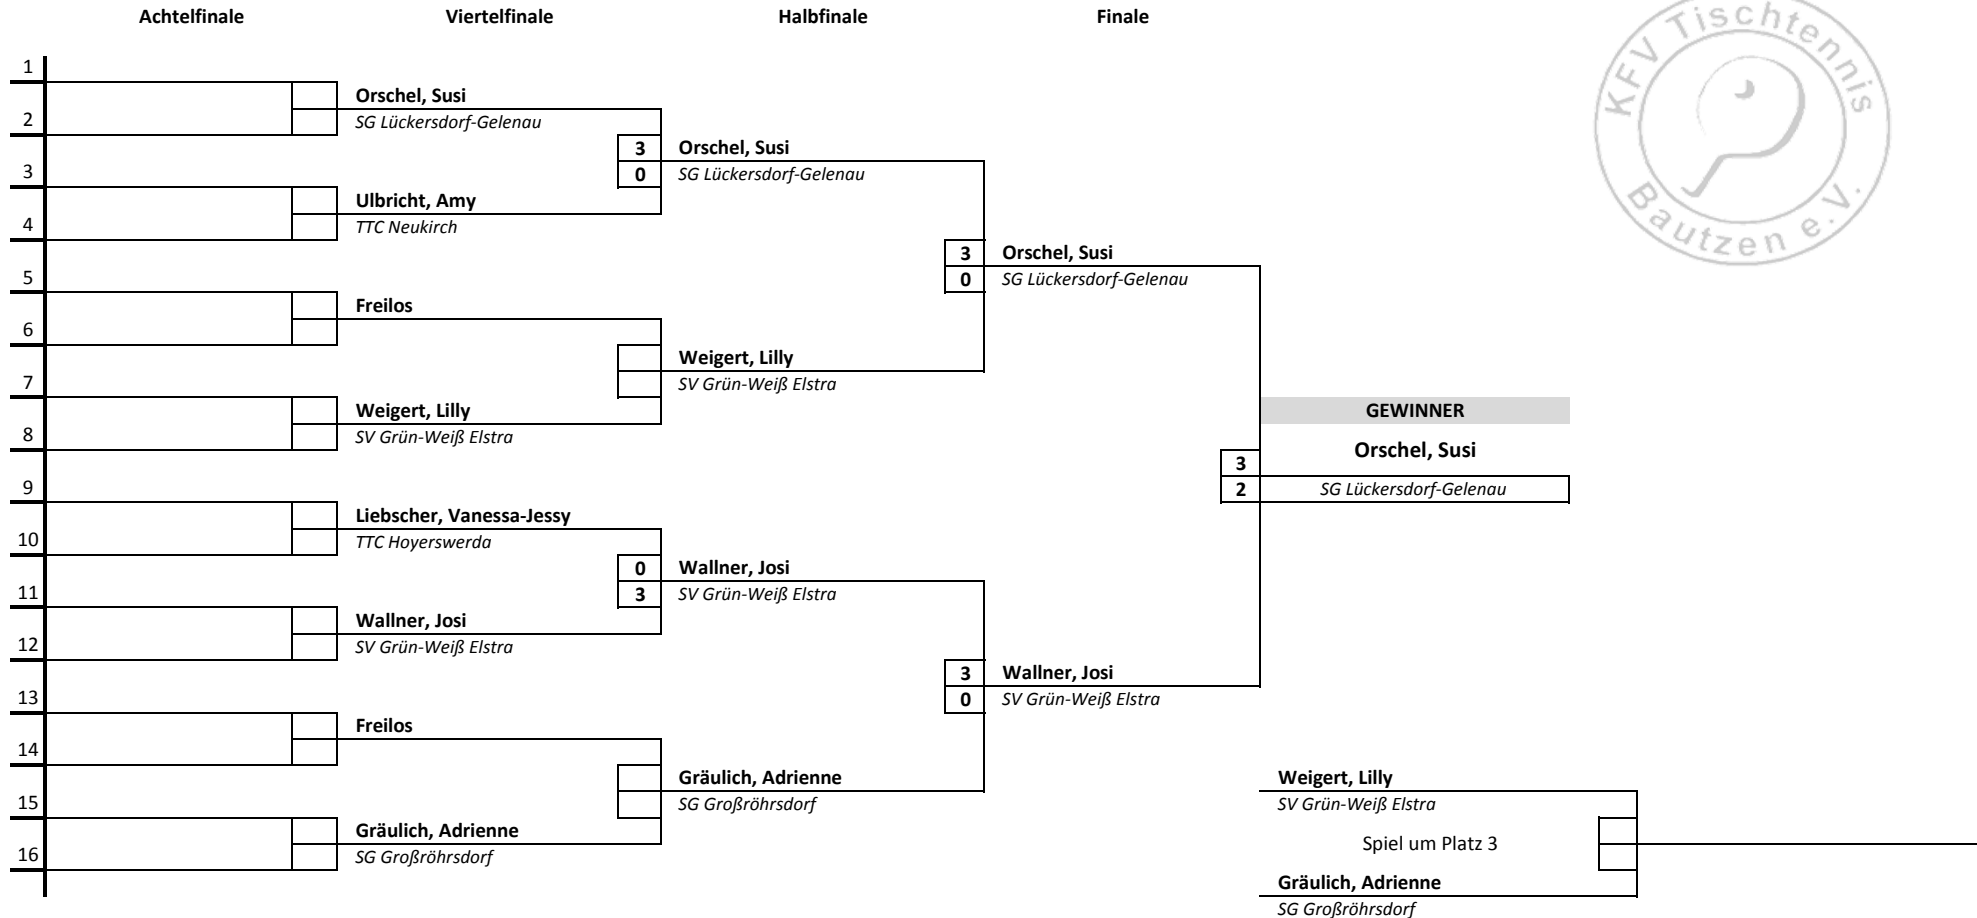 Achtelfinale Viertelfinale Halbfinale Finale
KFV Tischtennis
Bautzen e.V.
1
Orschel, Susi
2
SG Lückersdorf-Gelenau
3 Orschel, Susi
3
0 SG Lückersdorf-Gelenau
Ulbricht, Amy
4
TTC Neukirch
3 Orschel, Susi
5
0 SG Lückersdorf-Gelenau
Freilos
6
Weigert, Lilly
7
SV Grün-Weiß Elstra
Weigert, Lilly
GEWINNER
8
SV Grün-Weiß Elstra
Orschel, Susi
3
9
2 SG Lückersdorf-Gelenau
Liebscher, Vanessa-Jessy
10
TTC Hoyerswerda
0 Wallner, Josi
11
3 SV Grün-Weiß Elstra
Wallner, Josi
12
SV Grün-Weiß Elstra
3 Wallner, Josi
13
0 SV Grün-Weiß Elstra
Freilos
14
Gräulich, Adrienne
Weigert, Lilly
15
SG Großröhrsdorf
SV Grün-Weiß Elstra
Gräulich, Adrienne
Spiel um Platz 3
16
SG Großröhrsdorf
Gräulich, Adrienne
SG Großröhrsdorf